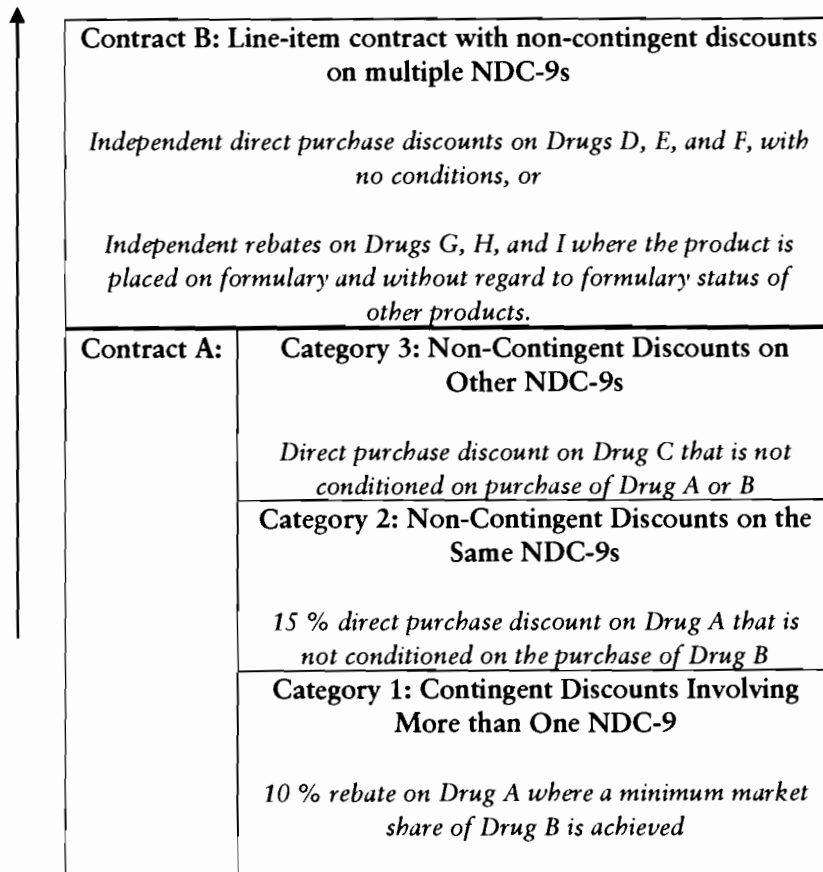 Contract B: Line-item contract with non-contingent discounts
on multiple NDC-9s
Independent direct purchase discounts on Drugs D, E, and F, with
no conditions, or
Independent rebates on Drugs G, H, and I where the product is
placed on formulary and without regard to formulary status of
other products.
Contract A:
Category 3: Non-Contingent Discounts on
Other NDC-9s
Direct purchase discount on Drug C that is not
conditioned on purchase of Drug A or B
Category 2: Non-Contingent Discounts on the
Same NDC-9s
15 % direct purchase discount on Drug A that is
not conditioned on the purchase of Drug B
Category 1: Contingent Discounts Involving
More than One NDC-9
10 % rebate on Drug A where a minimum market
share of Drug B is achieved